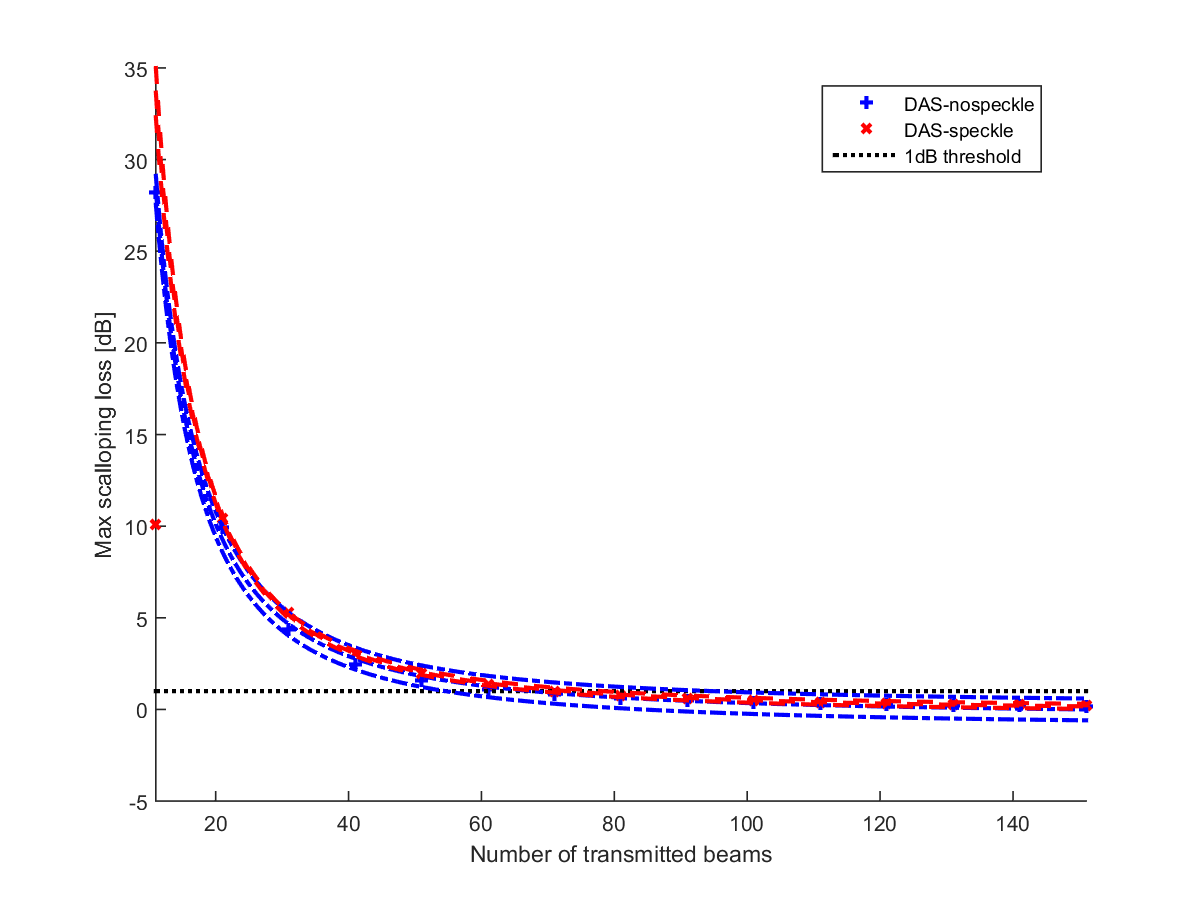 35
30
25
20
15
10
5
0
-5
Max scalloping loss [dB]
DAS-nospeckle
DAS-speckle
1dB threshold
20 40 60 80 100 120 140
Number of transmitted beams